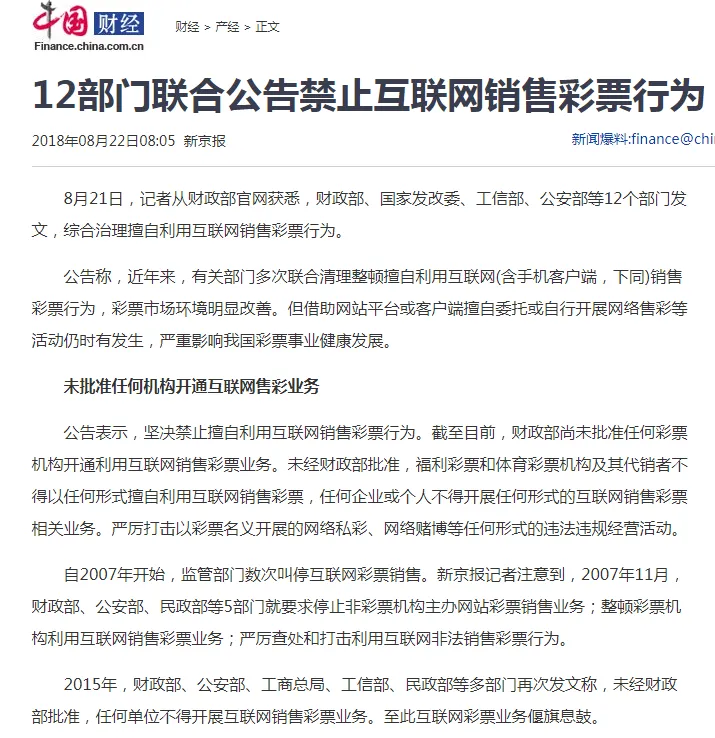 中国 财经
Finance.china.com.cn
财经 > 产经 > 正文
12部门联合公告禁止互联网销售彩票行为
2018年08月22日08:05 新京报
新闻爆料:finance@chin
8月21日，记者从财政部官网获悉，财政部、国家发改委、工信部、公安部等12个部门发
文，综合治理擅自利用互联网销售彩票行为。
公告称，近年来，有关部门多次联合清理整顿擅自利用互联网(含手机客户端，下同)销售
彩票行为，彩票市场环境明显改善。但借助网站平台或客户端擅自委托或自行开展网络售彩等
活动仍时有发生，严重影响我国彩票事业健康发展。
未批准任何机构开通互联网售彩业务
公告表示，坚决禁止擅自利用互联网销售彩票行为。截至目前，财政部尚未批准任何彩票
机构开通利用互联网销售彩票业务。未经财政部批准，福利彩票和体育彩票机构及其代销者不
得以任何形式擅自利用互联网销售彩票，任何企业或个人不得开展任何形式的互联网销售彩票
相关业务。严厉打击以彩票名义开展的网络私彩、网络赌博等任何形式的违法违规经营活动。
自2007年开始，监管部门数次叫停互联网彩票销售。新京报记者注意到，2007年11月，
财政部、公安部、民政部等5部门就要求停止非彩票机构主办网站彩票销售业务；整顿彩票机
构利用互联网销售彩票业务；严厉查处和打击利用互联网非法销售彩票行为。
2015年，财政部、公安部、工商总局、工信部、民政部等多部门再次发文称，未经财政
部批准，任何单位不得开展互联网销售彩票业务。至此互联网彩票业务偃旗息鼓。